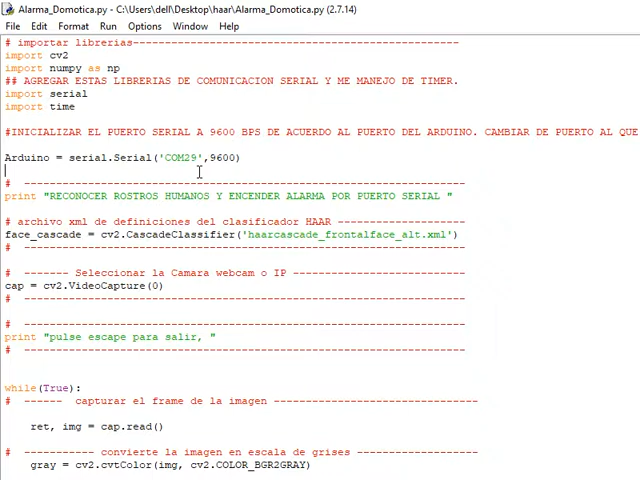 Alarma_Domotica.py - C:\Users\dell\Desktop\haar\Alarma_Domotica.py (2.7.14)
File Edit Format Run Options Window Help
# importar librerias---------------------------------------------------
import cv2
import numpy as np
## AGREGAR ESTAS LIBRERIAS DE COMUNICACION SERIAL Y ME MANEJO DE TIMER.
import serial
import time
#INICIALIZAR EL PUERTO SERIAL A 9600 BPS DE ACUERDO AL PUERTO DEL ARDUINO. CAMBIAR DE PUERTO AL QUE
Arduino = serial.Serial('COM29',9600)
# --------------------------------------------------------------------
print "RECONOCER ROSTROS HUMANOS Y ENCENDER ALARMA POR PUERTO SERIAL "
# archivo xml de definiciones del clasificador HAAR --------------------
face_cascade = cv2.CascadeClassifier('haarcascade_frontalface_alt.xml')
# --------------------------------------------------------------------
# ------- Seleccionar la Camara webcam o IP ----------------------------
cap = cv2.VideoCapture(0)
# --------------------------------------------------------------------
# --------------------------------------------------------------------
print "pulse escape para salir, "
# --------------------------------------------------------------------
while(True):
# ------ capturar el frame de la imagen --------------------------------
ret, img = cap.read()
# ----------- convierte la imagen en escala de grises -------------------
gray = cv2.cvtColor(img, cv2.COLOR_BGR2GRAY)